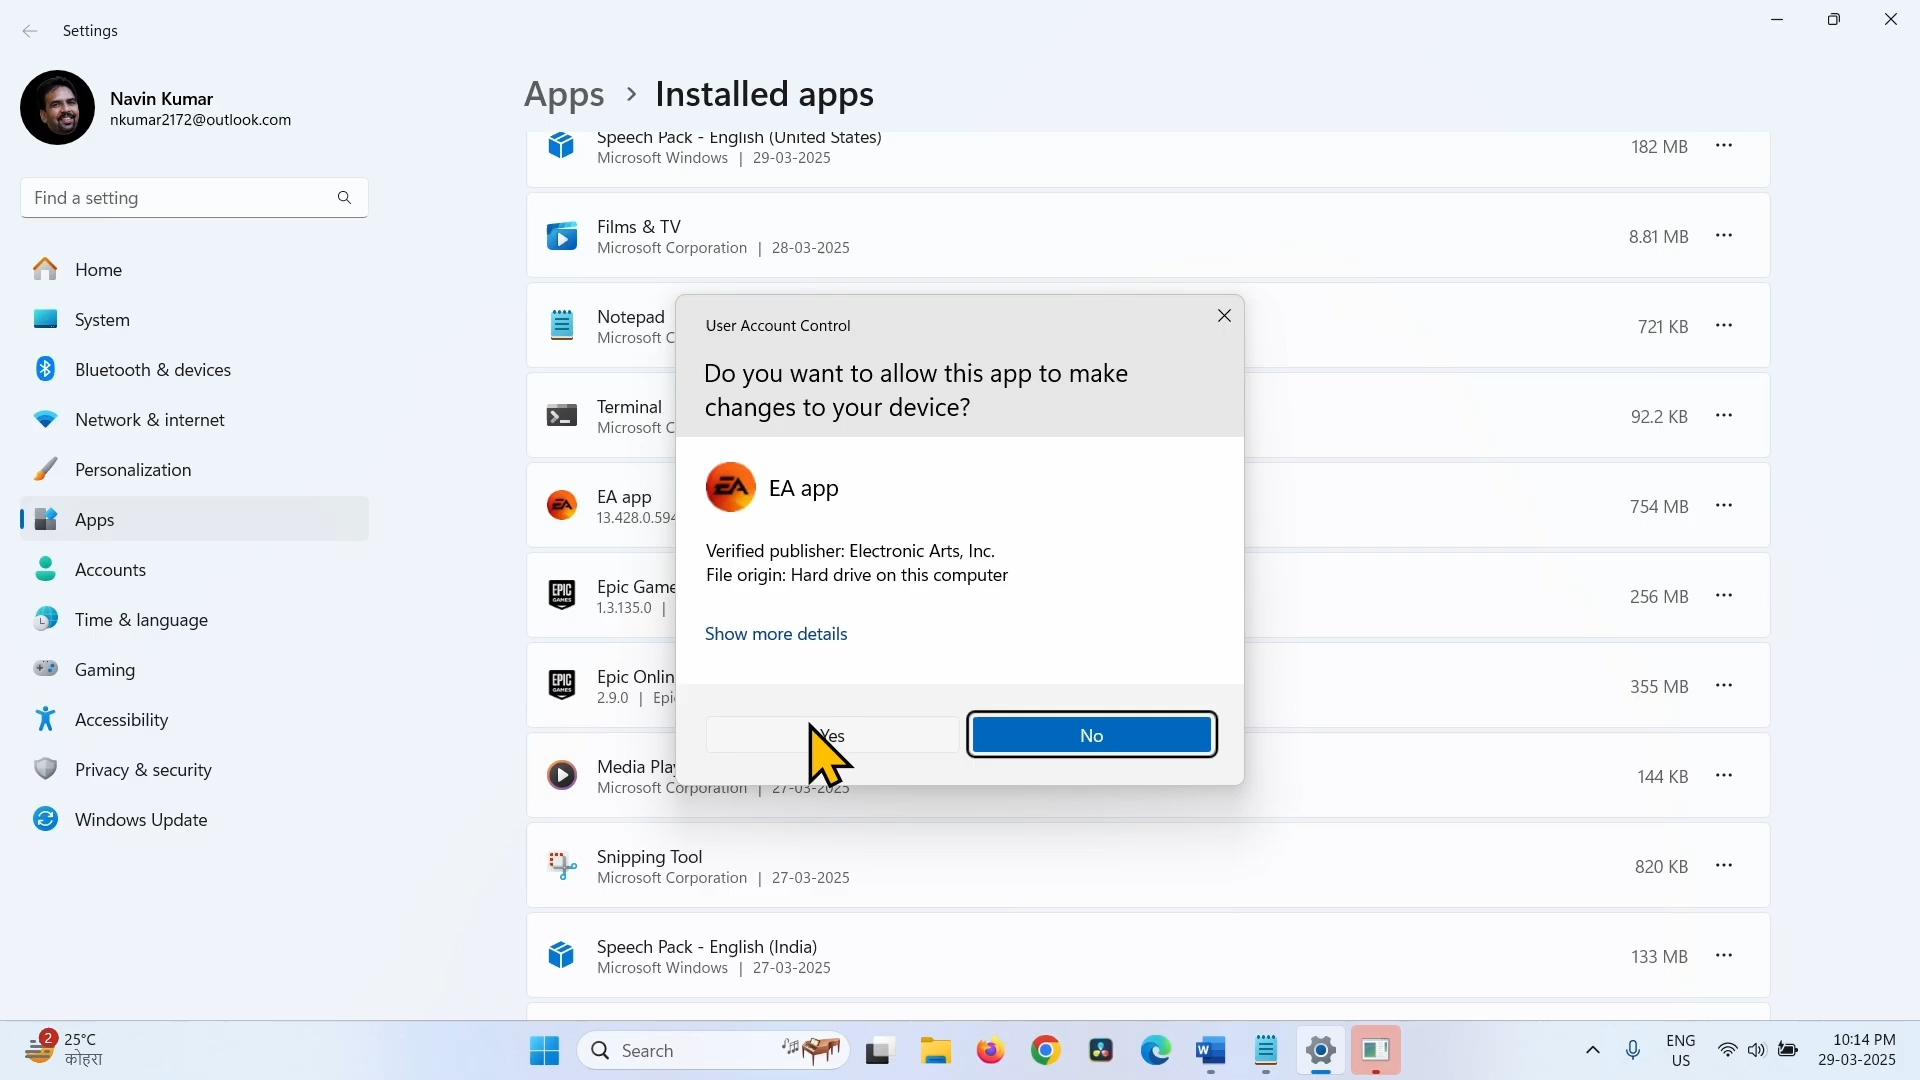 Settings
Navin Kumar
nkumar2172@outlook.com
Find a setting
Home
System
Bluetooth & devices
Network & internet
Personalization
Apps
Accounts
Time & language
Gaming
Accessibility
Privacy & security
Windows Update
Apps > Installed apps
Speech Pack - English (United States)
Microsoft Windows | 29-03-2025
182 MB
Films & TV
Microsoft Corporation | 28-03-2025
8.81 MB
Notepad
Microsoft C
721 KB
Terminal
Microsoft C
92.2 KB
EA app
13.428.0.594
754 MB
Epic Game
1.3.135.0 |
256 MB
Epic Onlin
2.9.0 | Epi
355 MB
Media Pla
Microsoft Corporation | 27-03-2025
144 KB
Snipping Tool
Microsoft Corporation | 27-03-2025
820 KB
Speech Pack - English (India)
Microsoft Windows | 27-03-2025
133 MB
User Account Control
Do you want to allow this app to make
changes to your device?
EA
EA app
Verified publisher: Electronic Arts, Inc.
File origin: Hard drive on this computer
Show more details
Yes
No
2
25°C
कोहरा
Search
ENG
US
10:14 PM
29-03-2025